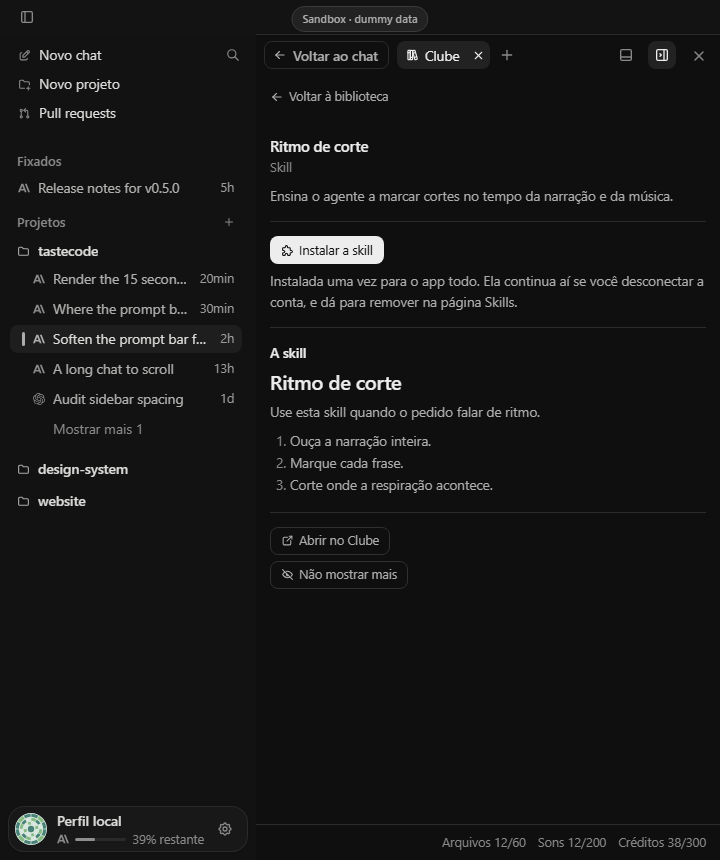 Sandbox · dummy data
Novo chat
Novo projeto
Pull requests
Fixados
Release notes for v0.5.0 5h
Projetos
tastecode
Render the 15 secon... 20min
Where the prompt b... 30min
Soften the prompt bar f... 2h
A long chat to scroll 13h
Audit sidebar spacing 1d
Mostrar mais 1
design-system
website
Perfil local
39% restante
Voltar ao chat
Clube
Voltar à biblioteca
Ritmo de corte
Skill
Ensina o agente a marcar cortes no tempo da narração e da música.
Instalar a skill
Instalada uma vez para o app todo. Ela continua aí se você desconectar a
conta, e dá para remover na página Skills.
A skill
Ritmo de corte
Use esta skill quando o pedido falar de ritmo.
1. Ouça a narração inteira.
2. Marque cada frase.
3. Corte onde a respiração acontece.
Abrir no Clube
Não mostrar mais
Arquivos 12/60 Sons 12/200 Créditos 38/300